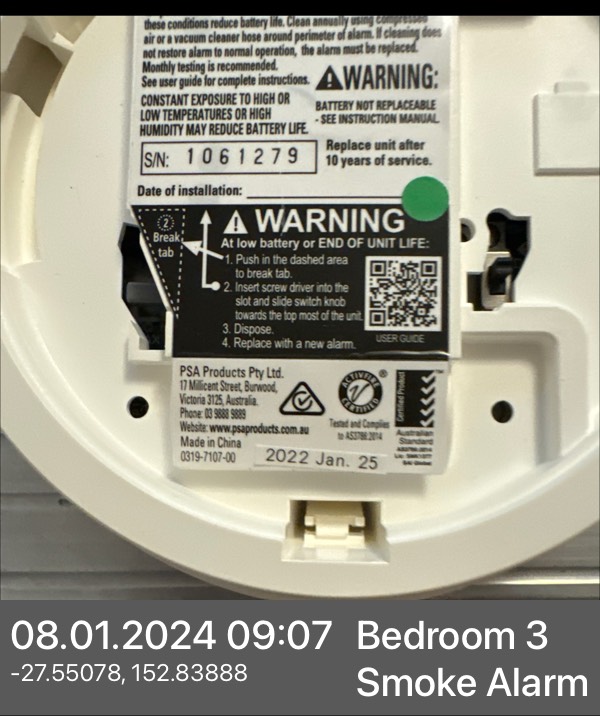 these conditions reduce battery life. Clean annually using compressed
air or a vacuum cleaner hose around perimeter of alarm. If cleaning does
not restore alarm to normal operation, the alarm must be replaced.
Monthly testing is recommended.
See user guide for complete instructions.
CONSTANT EXPOSURE TO HIGH OR
LOW TEMPERATURES OR HIGH
HUMIDITY MAY REDUCE BATTERY LIFE.
WARNING:
BATTERY NOT REPLACEABLE
- SEE INSTRUCTION MANUAL
S/N: 1061279
Replace unit after
10 years of service.
Date of installation:
2
Break
tab
WARNING
At low battery or END OF UNIT LIFE:
1. Push in the dashed area
to break tab.
2. Insert screw driver into the
slot and slide switch knob
towards the top most of the unit.
3. Dispose.
4. Replace with a new alarm.
USER GUIDE
PSA Products Pty Ltd.
17 Millicent Street, Burwood,
Victoria 3125, Australia.
Phone: 03 9888 9889
Website: www.psaproducts.com.au
Made in China
0319-7107-00
2022 Jan. 25
ACTIVFIRE
CERTIFIED
®
Tested and Complies
to AS3786:2014
Certified Product
Australian
Standard
AS3786:2014
SAI Global
08.01.2024 09:07
-27.55078, 152.83888
Bedroom 3
Smoke Alarm